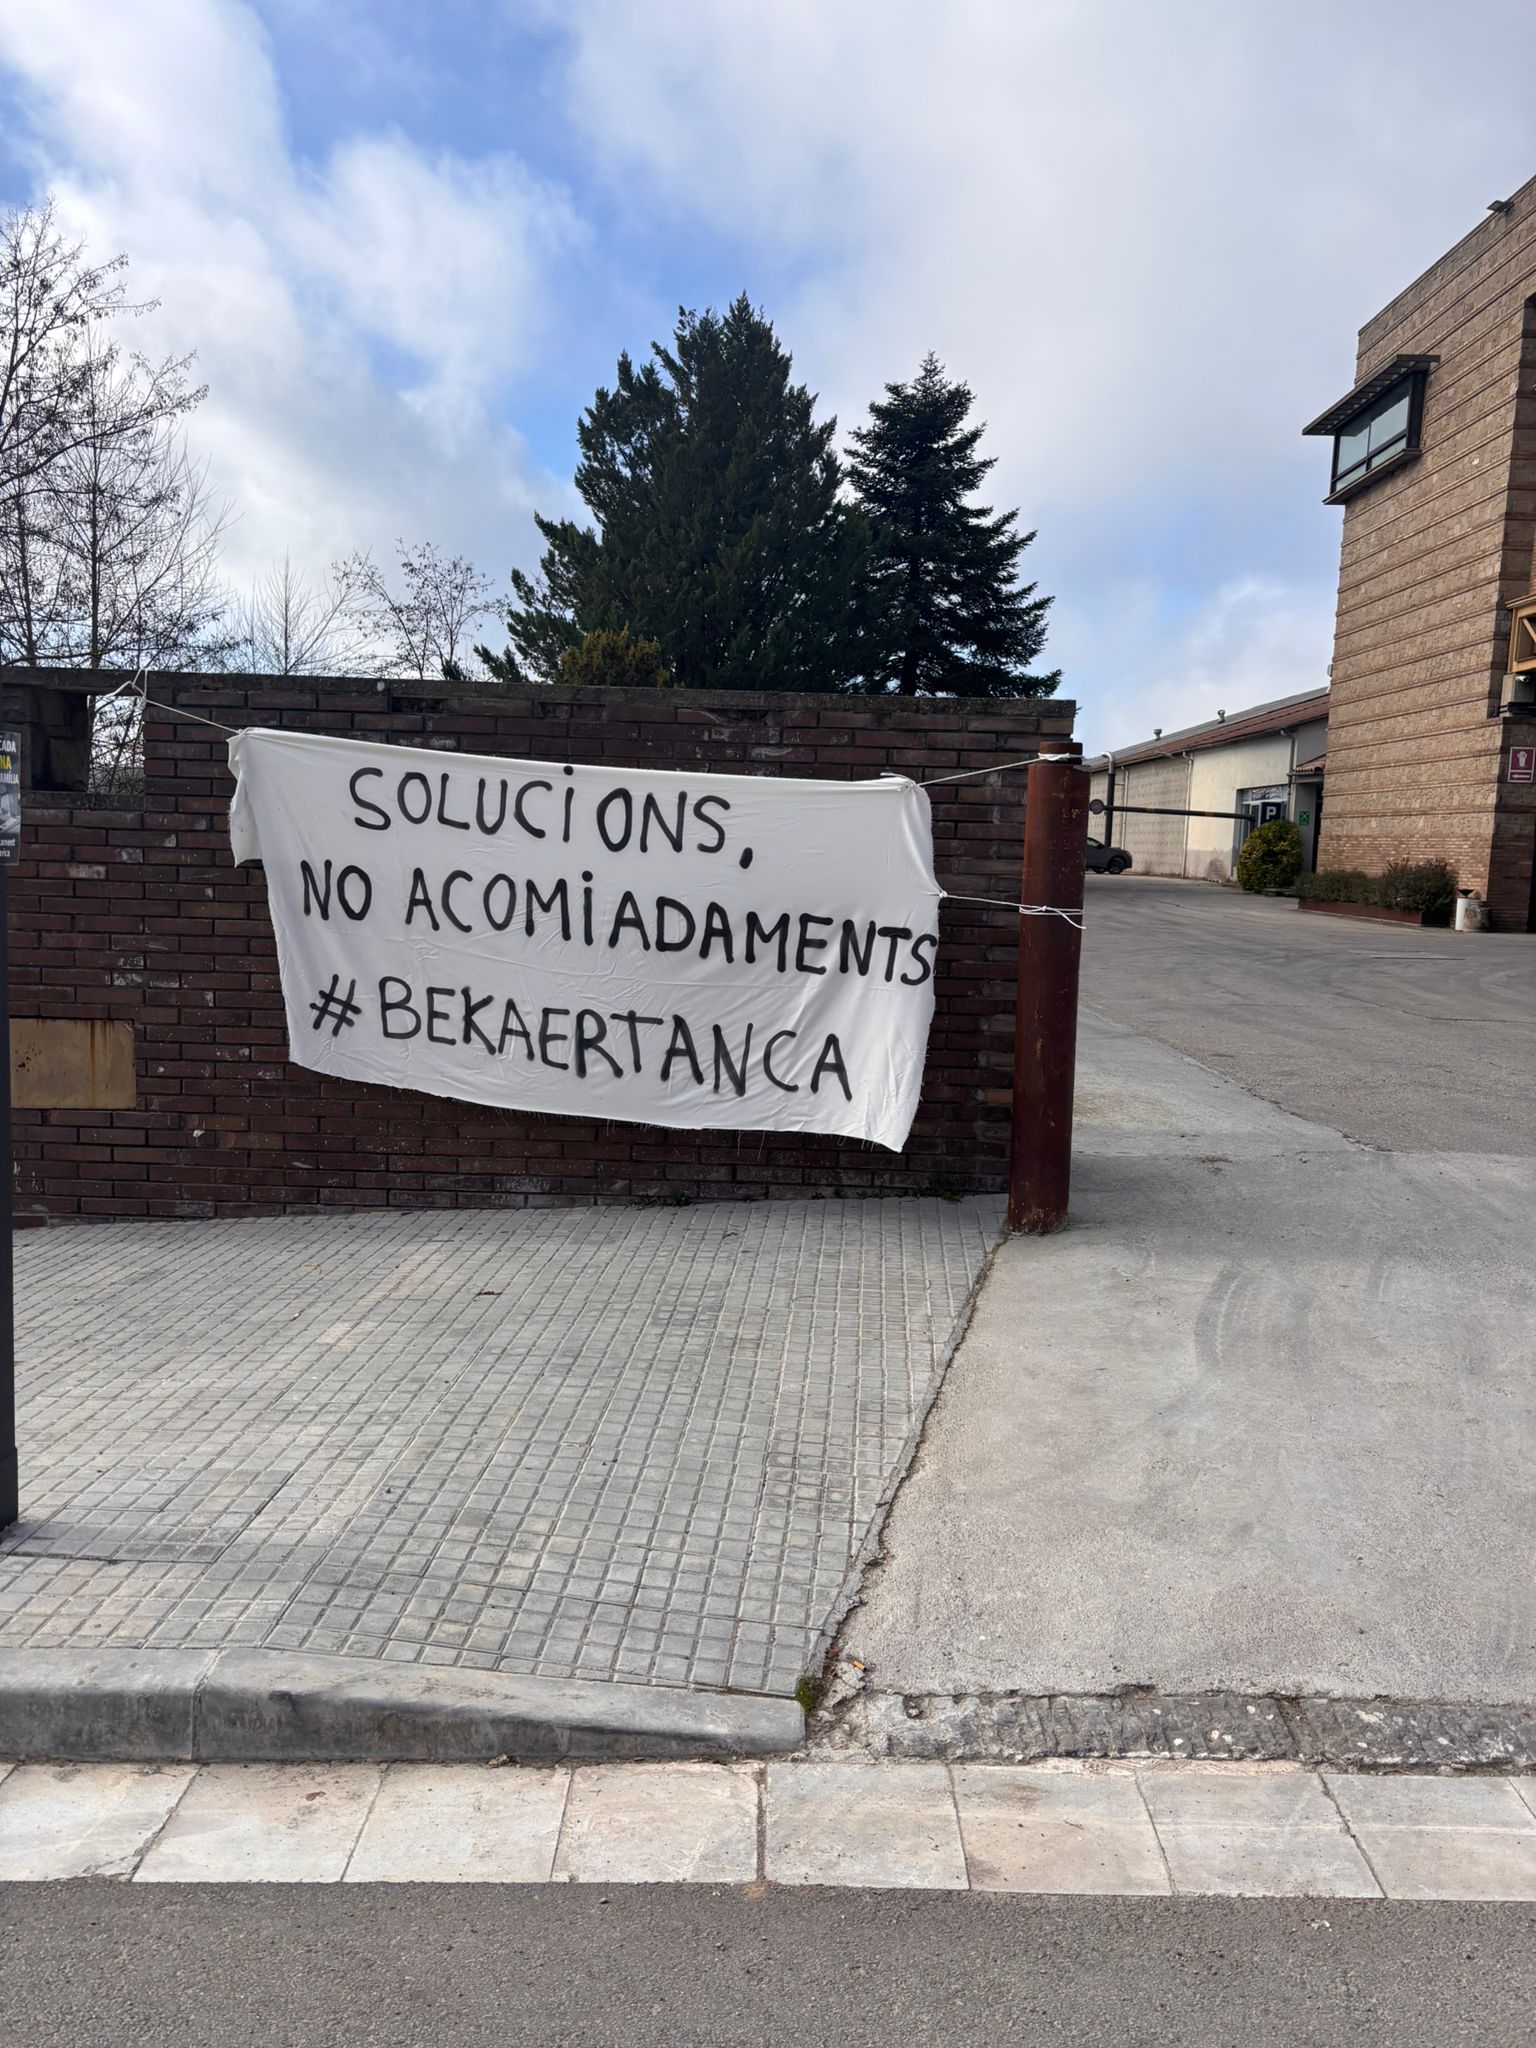 SOLUCIONS,
NO ACOMIADAMENTS
#BEKAERTANCA
P